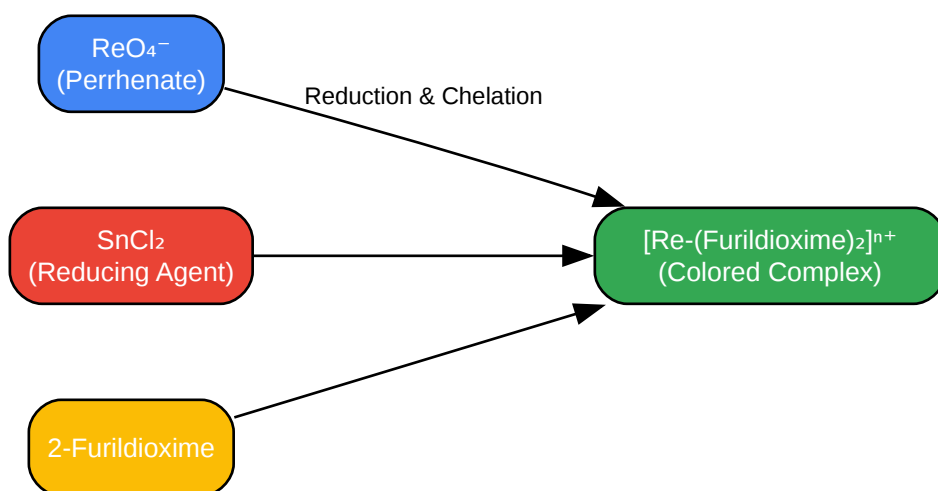 ReO₄⁻
(Perrhenate)
Reduction & Chelation
SnCl₂
(Reducing Agent)
[Re-(Furildioxime)₂]ⁿ⁺
(Colored Complex)
2-Furildioxime